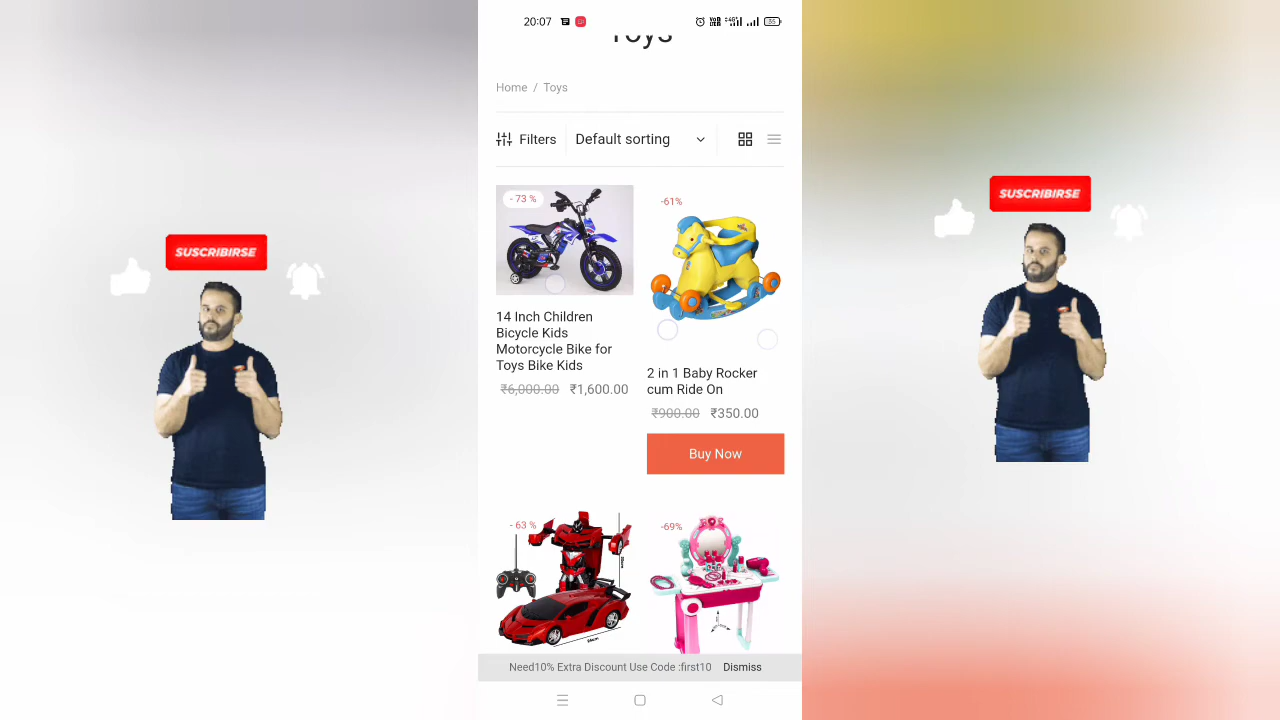 20:07
55
Toys
Home / Toys
Filters
Default sorting
- 73 %
-61%
SUSCRIBIRSE
SUSCRIBIRSE
14 Inch Children
Bicycle Kids
Motorcycle Bike for
Toys Bike Kids
₹6,000.00 ₹1,600.00
2 in 1 Baby Rocker
cum Ride On
₹900.00 ₹350.00
Buy Now
- 63 %
-69%
Need10% Extra Discount Use Code :first10 Dismiss